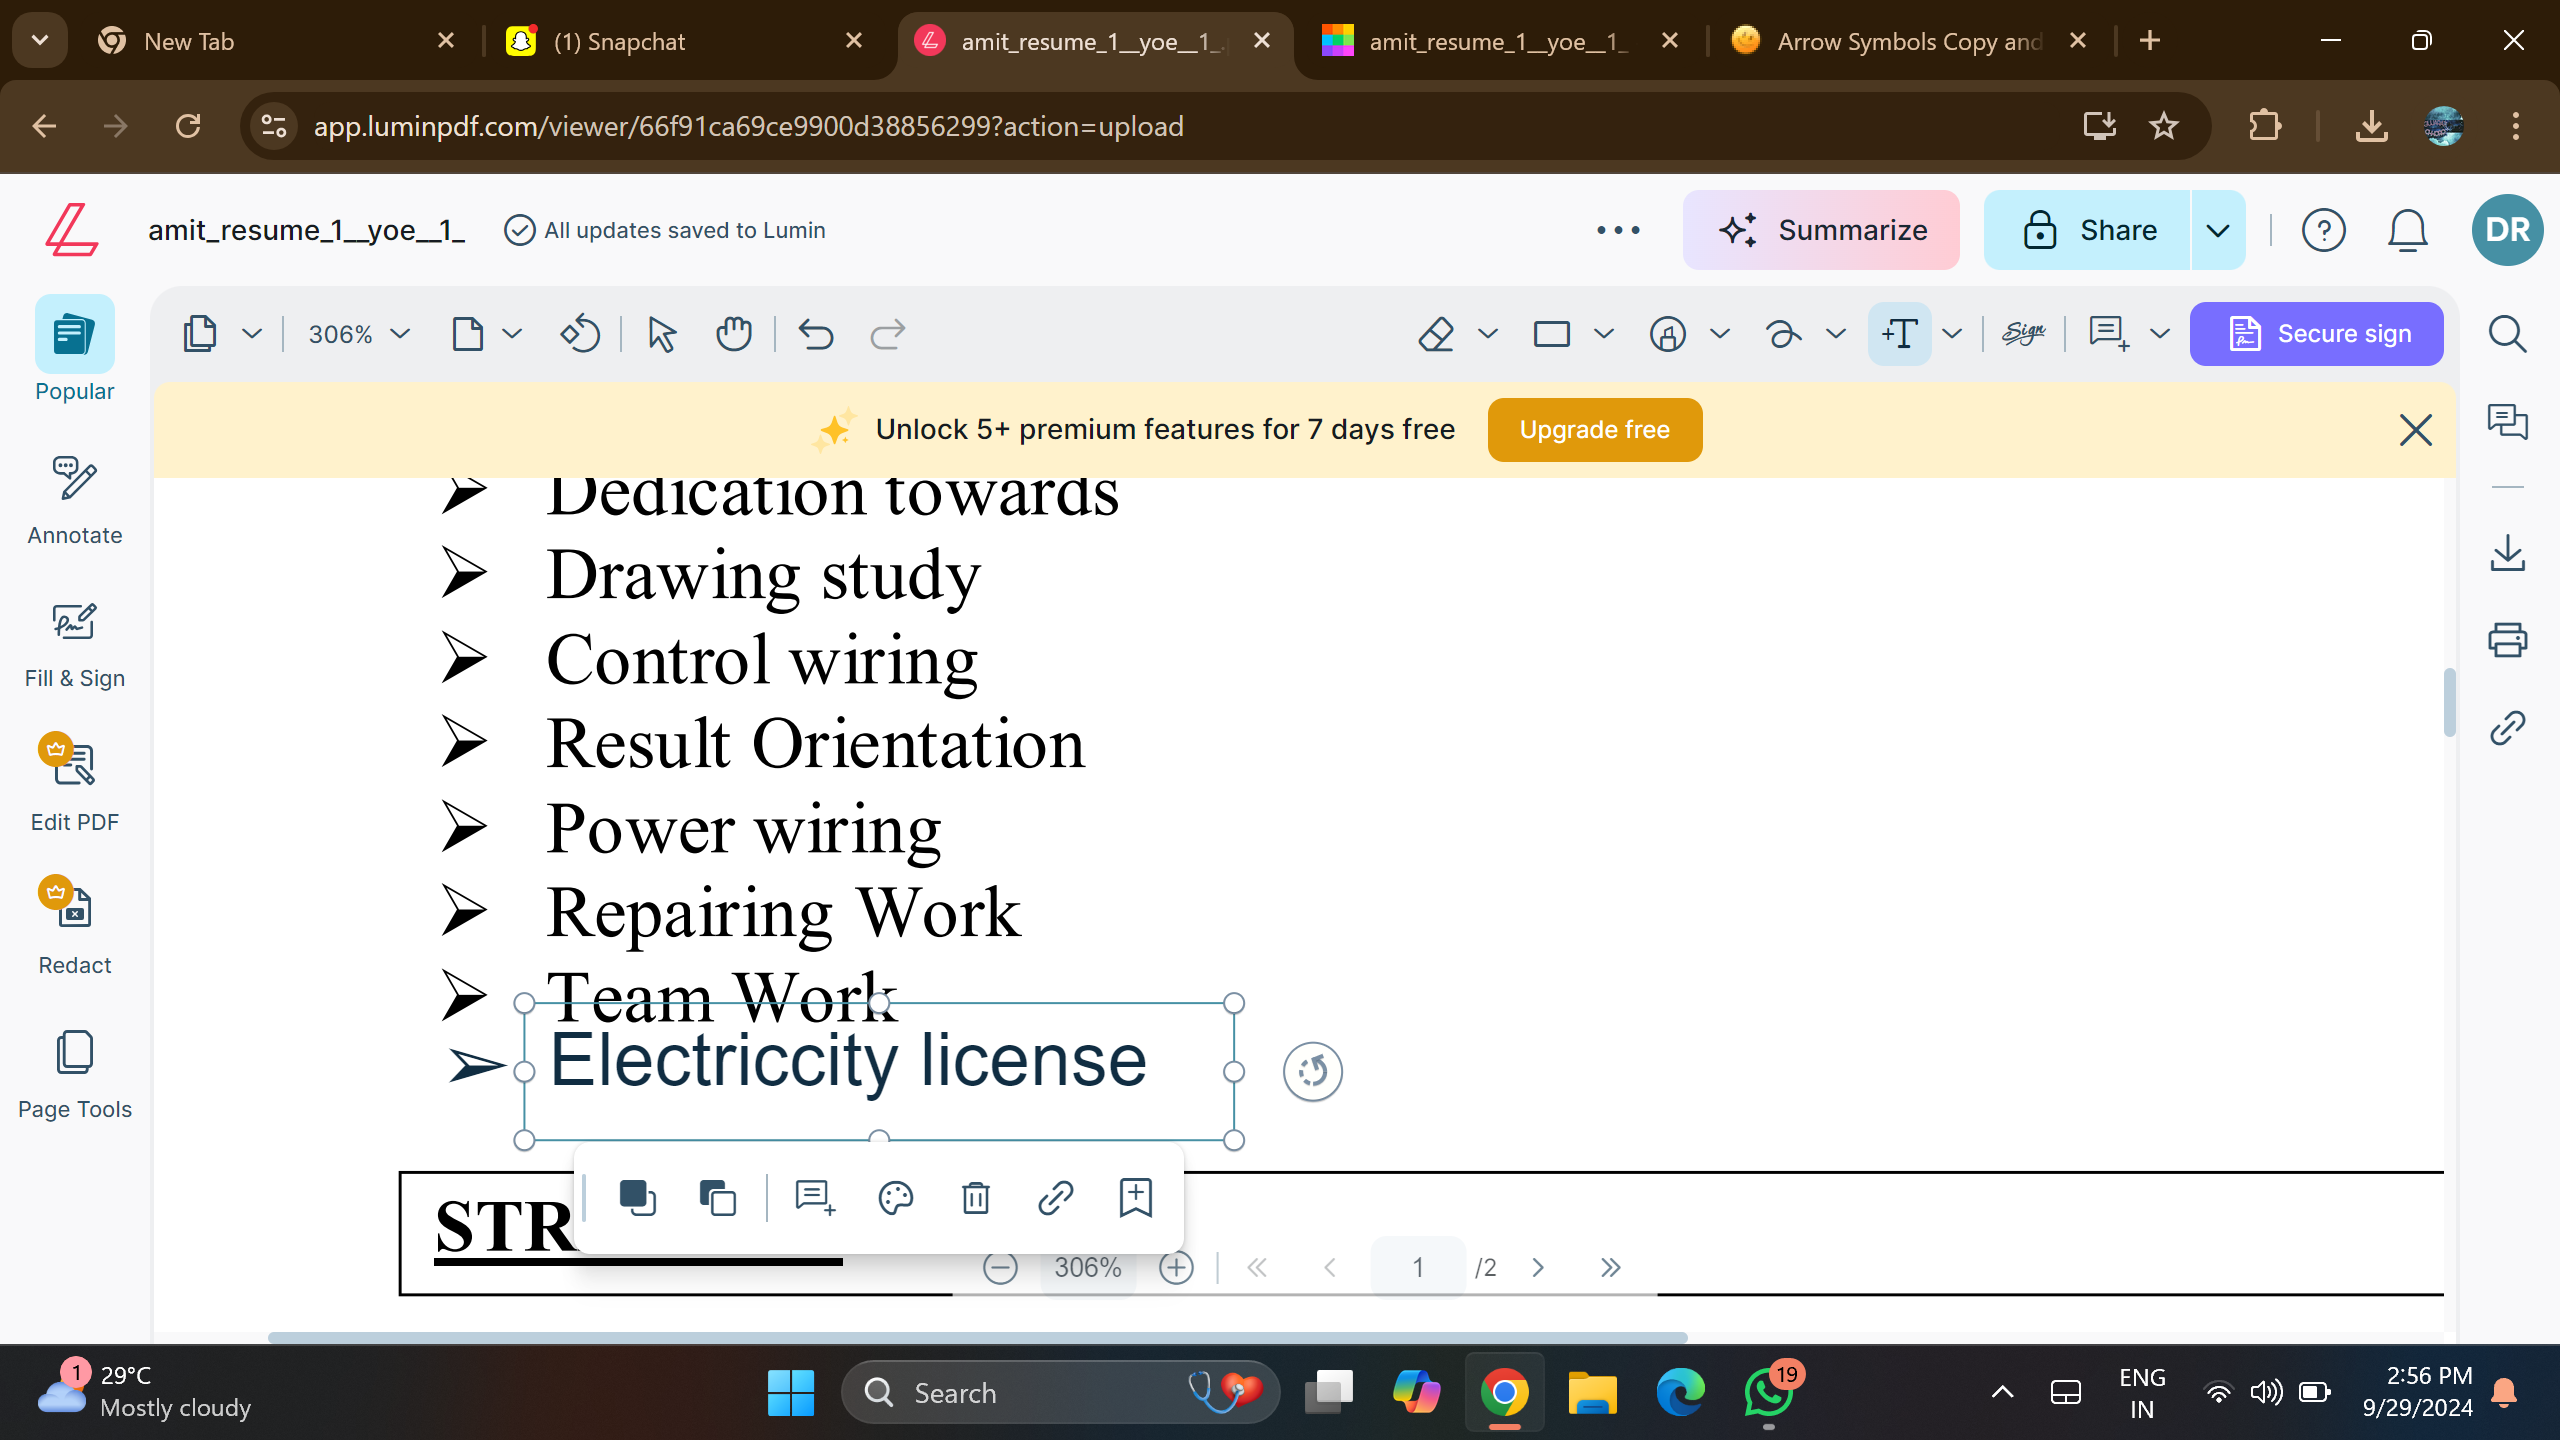 New Tab
(1) Snapchat
amit_resume_1__yoe__1_.
amit_resume_1__yoe__1_
Arrow Symbols Copy and
app.luminpdf.com/viewer/66f91ca69ce9900d38856299?action=upload
amit_resume_1__yoe__1_
All updates saved to Lumin
Summarize
Share
DR
Popular
306%
+T
Sign
Secure sign
Unlock 5+ premium features for 7 days free
Upgrade free
Annotate
Fill & Sign
Edit PDF
Redact
Page Tools
➢ Dedication towards
➢ Drawing study
➢ Control wiring
➢ Result Orientation
➢ Power wiring
➢ Repairing Work
➢ Team Work
➢ Electriccity license
STR
306%
1 /2
1
29°C
Mostly cloudy
Search
19
ENG
IN
2:56 PM
9/29/2024